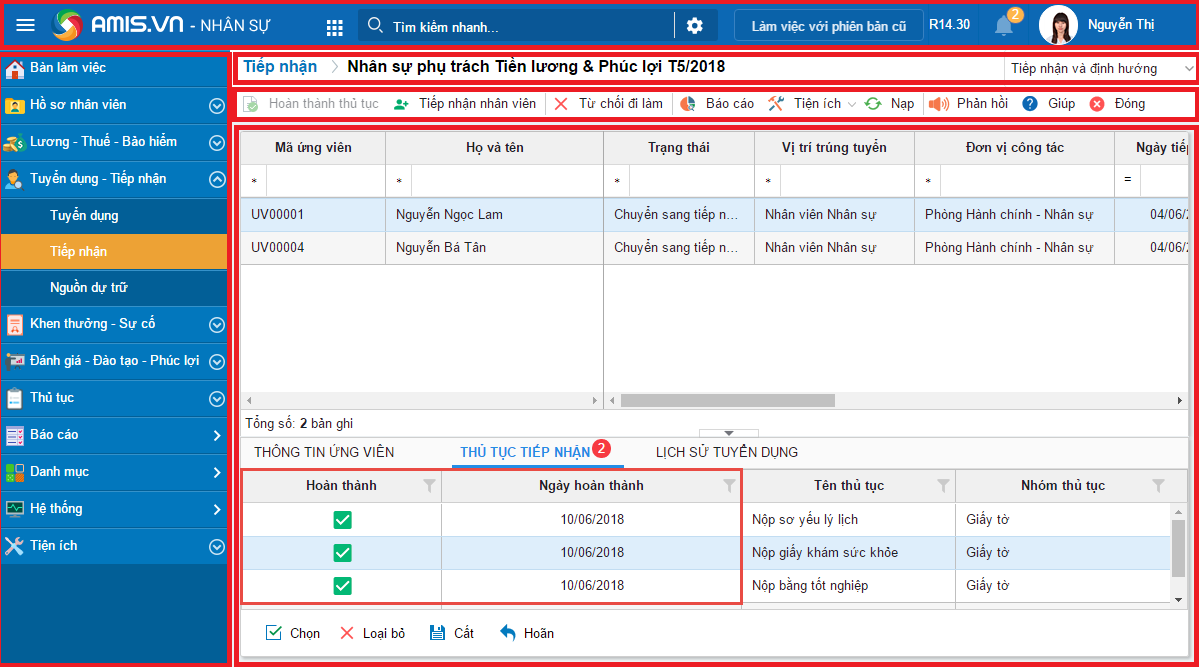 AMIS.VN - NHÂN SỰ
Tìm kiếm nhanh...
Làm việc với phiên bản cũ
R14.30
2
Nguyễn Thị
Bàn làm việc
Hồ sơ nhân viên
Lương - Thuế - Bảo hiểm
Tuyển dụng - Tiếp nhận
Tuyển dụng
Tiếp nhận
Nguồn dự trữ
Khen thưởng - Sự cố
Đánh giá - Đào tạo - Phúc lợi
Thủ tục
Báo cáo
Danh mục
Hệ thống
Tiện ích
Tiếp nhận > Nhân sự phụ trách Tiền lương & Phúc lợi T5/2018
Tiếp nhận và định hướng
Hoàn thành thủ tục Tiếp nhận nhân viên Từ chối đi làm Báo cáo Tiện ích Nạp Phản hồi ? Giúp Đóng
Mã ứng viên Họ và tên Trạng thái Vị trí trúng tuyển Đơn vị công tác Ngày tiếp
* * * * * =
UV00001 Nguyễn Ngọc Lam Chuyển sang tiếp n... Nhân viên Nhân sự Phòng Hành chính - Nhân sự 04/06/2
UV00004 Nguyễn Bá Tân Chuyển sang tiếp n... Nhân viên Nhân sự Phòng Hành chính - Nhân sự 04/06/2
Tổng số: 2 bản ghi
THÔNG TIN ỨNG VIÊN THỦ TỤC TIẾP NHẬN 2 LỊCH SỬ TUYỂN DỤNG
Hoàn thành Ngày hoàn thành Tên thủ tục Nhóm thủ tục
10/06/2018 Nộp sơ yếu lý lịch Giấy tờ
10/06/2018 Nộp giấy khám sức khỏe Giấy tờ
10/06/2018 Nộp bằng tốt nghiệp Giấy tờ
Chọn Loại bỏ Cất Hoãn